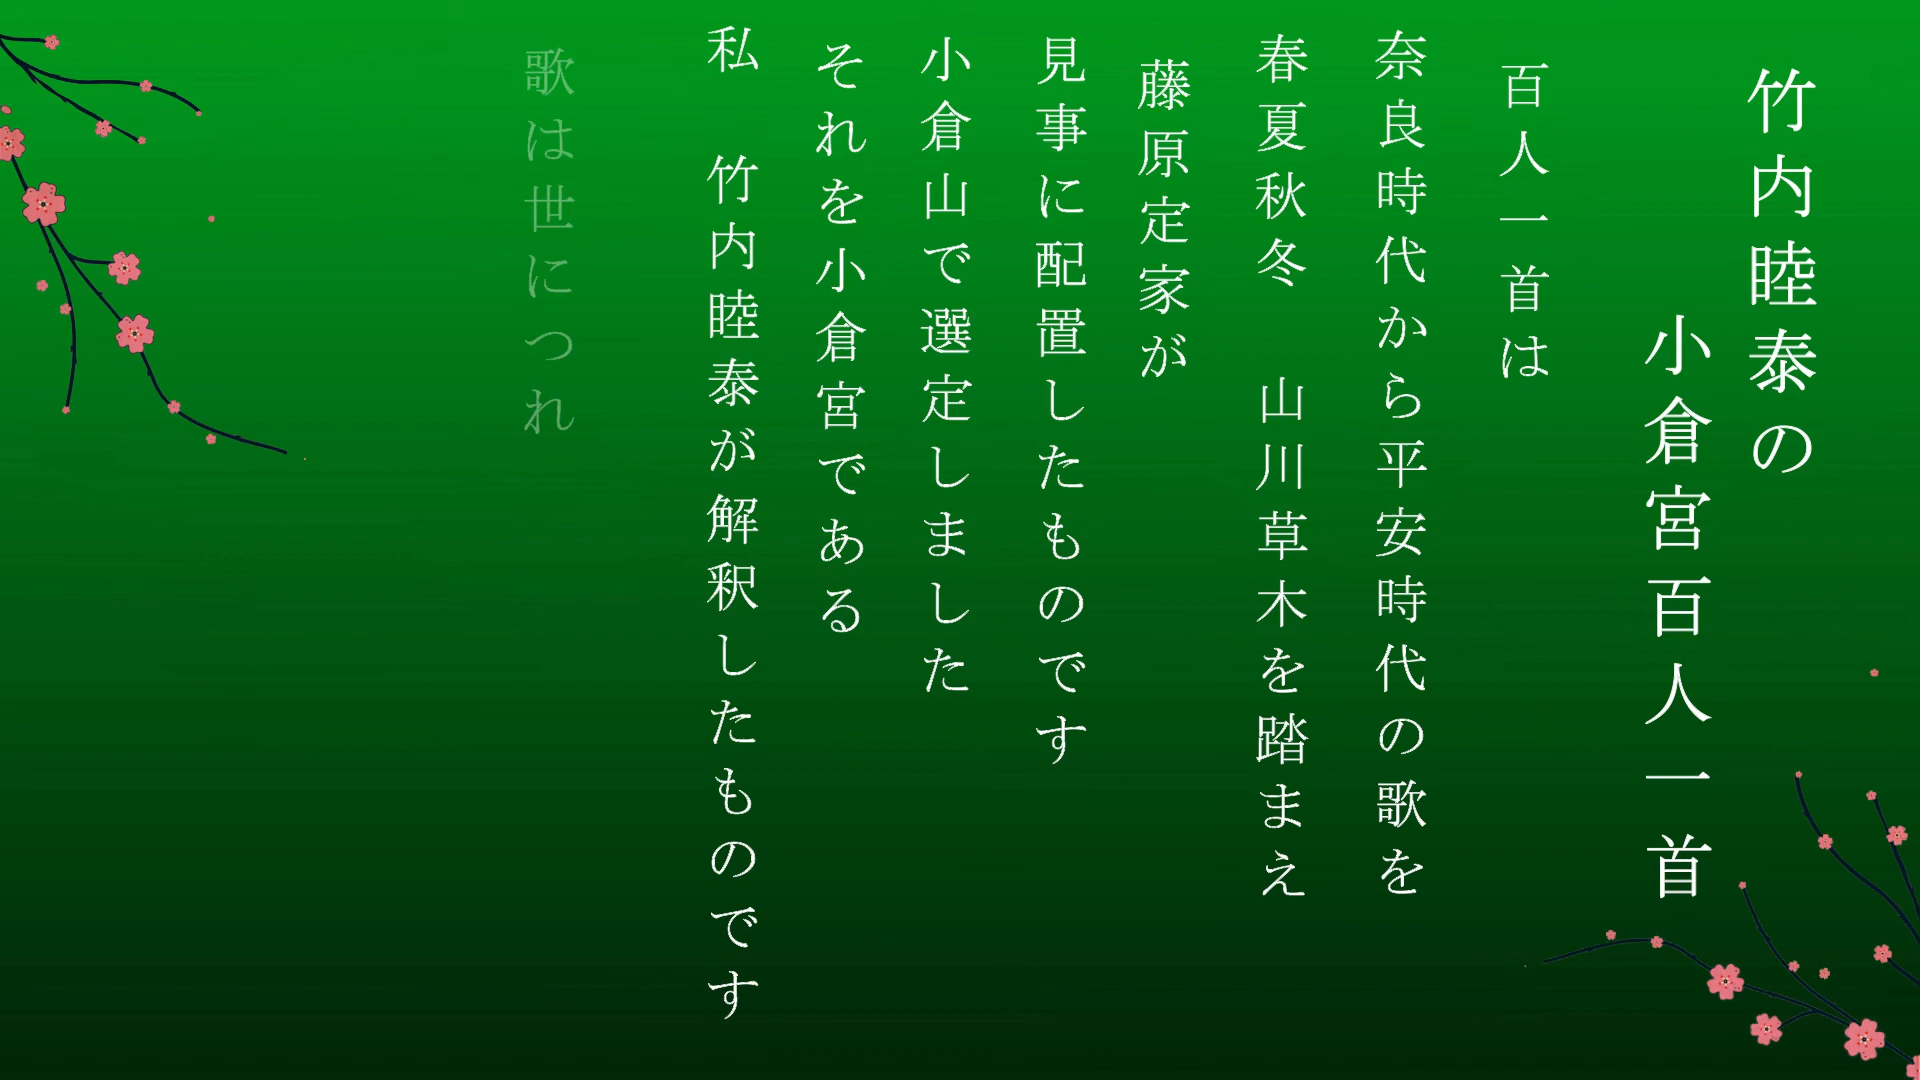 竹内睦泰の
小倉宮百人一首
百人一首は
奈良時代から平安時代の歌を
春夏秋冬　山川草木を踏まえ
藤原定家が
見事に配置したものです
小倉山で選定しました
それを小倉宮である
私　竹内睦泰が解釈したものです
歌は世につれ